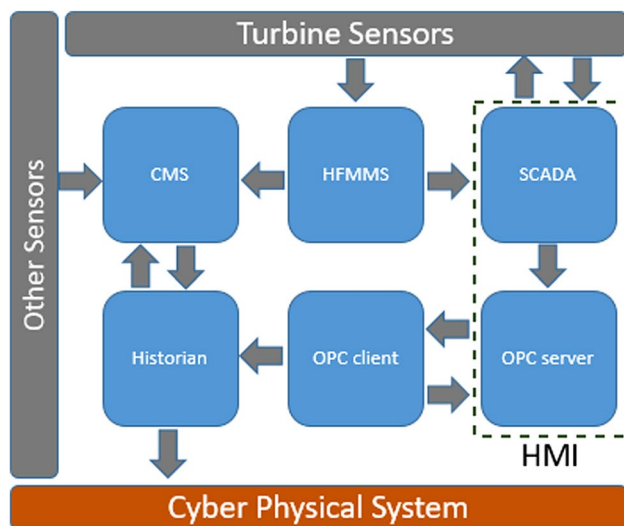 Turbine Sensors
Other Sensors
CMS
HFMMS
SCADA
Historian
OPC client
OPC server
HMI
Cyber Physical System